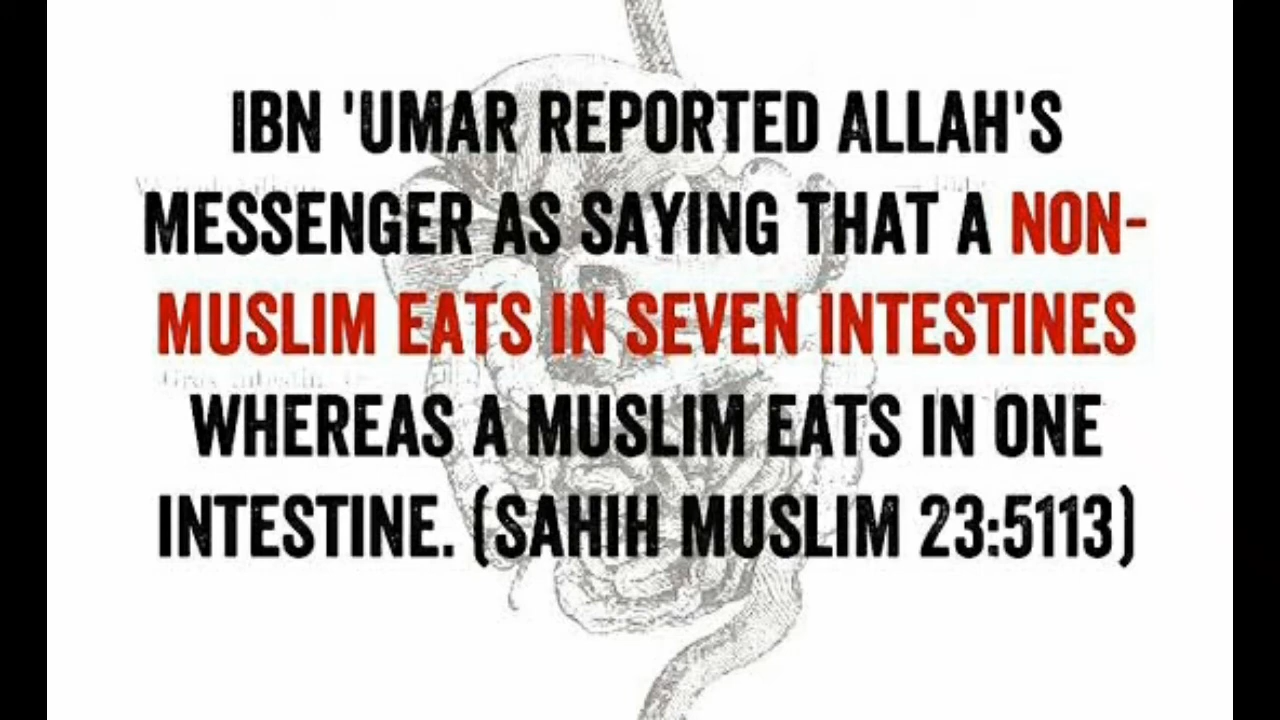 IBN 'UMAR REPORTED ALLAH'S
MESSENGER AS SAYING THAT A NON-
MUSLIM EATS IN SEVEN INTESTINES
WHEREAS A MUSLIM EATS IN ONE
INTESTINE. (SAHIH MUSLIM 23:5113)